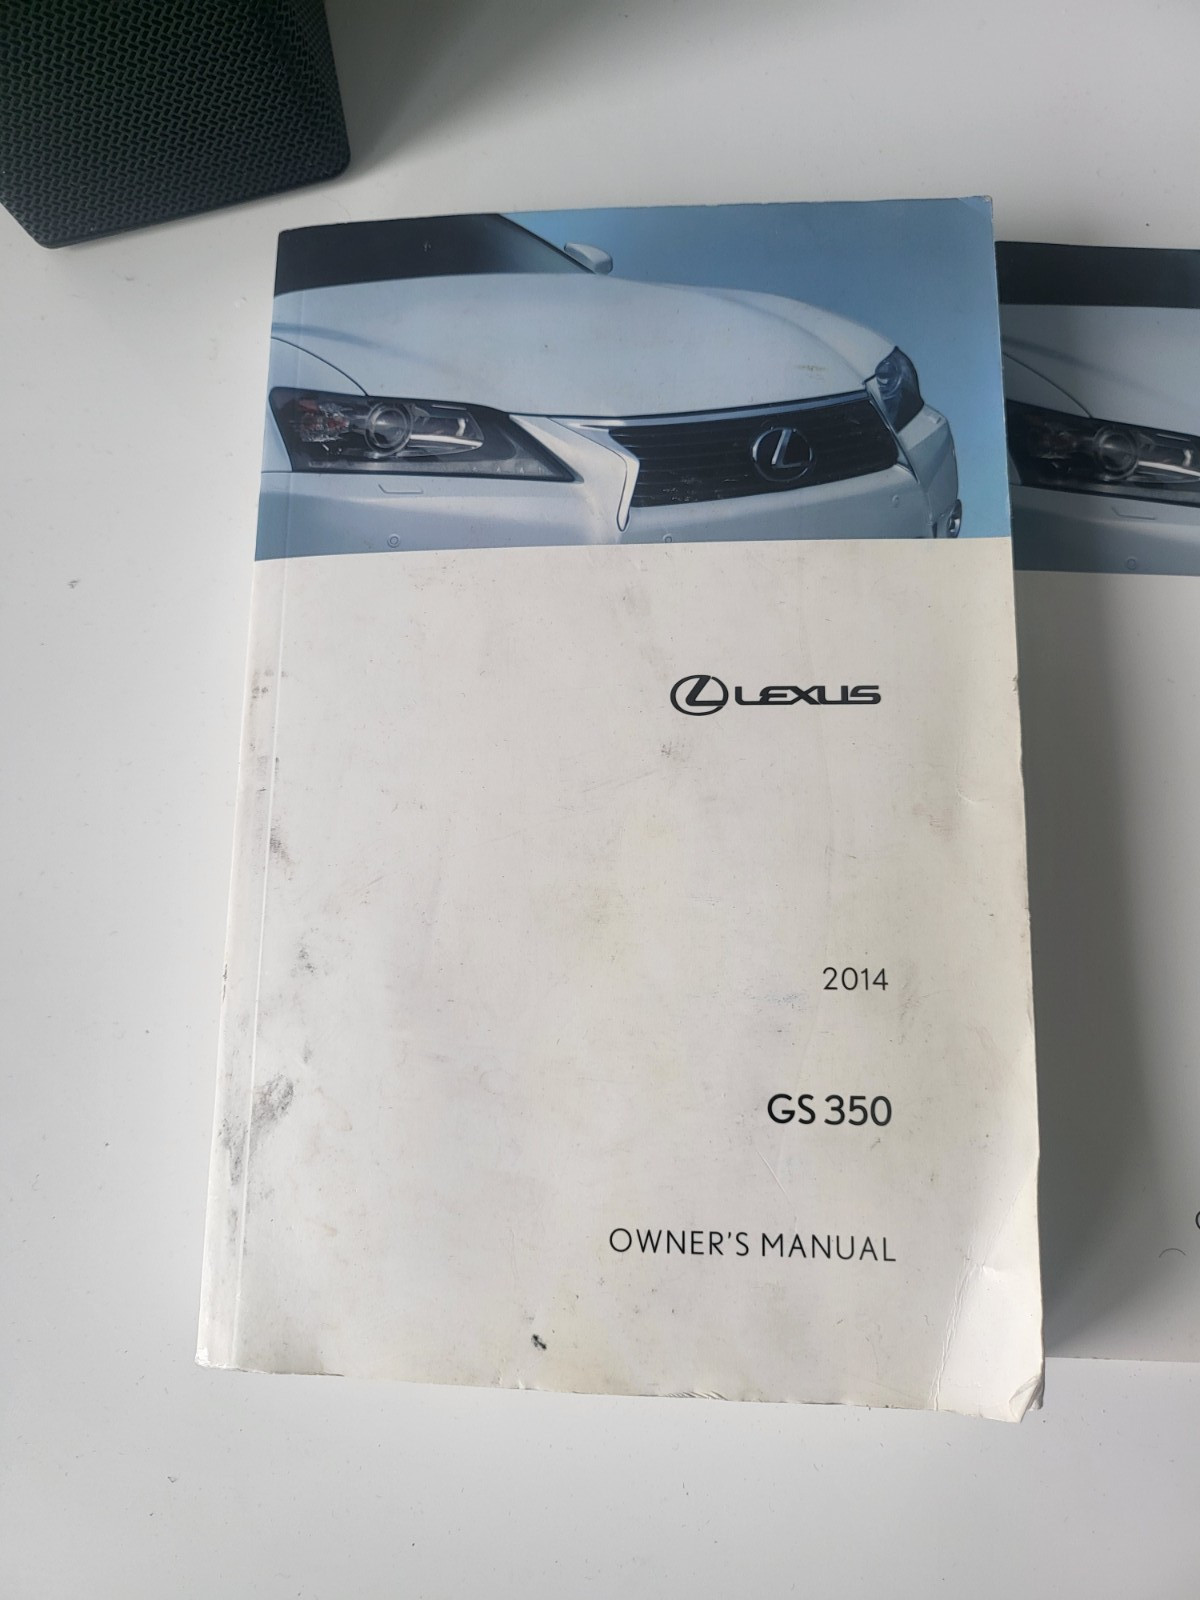 LEXUS
2014
GS 350
OWNER'S MANUAL